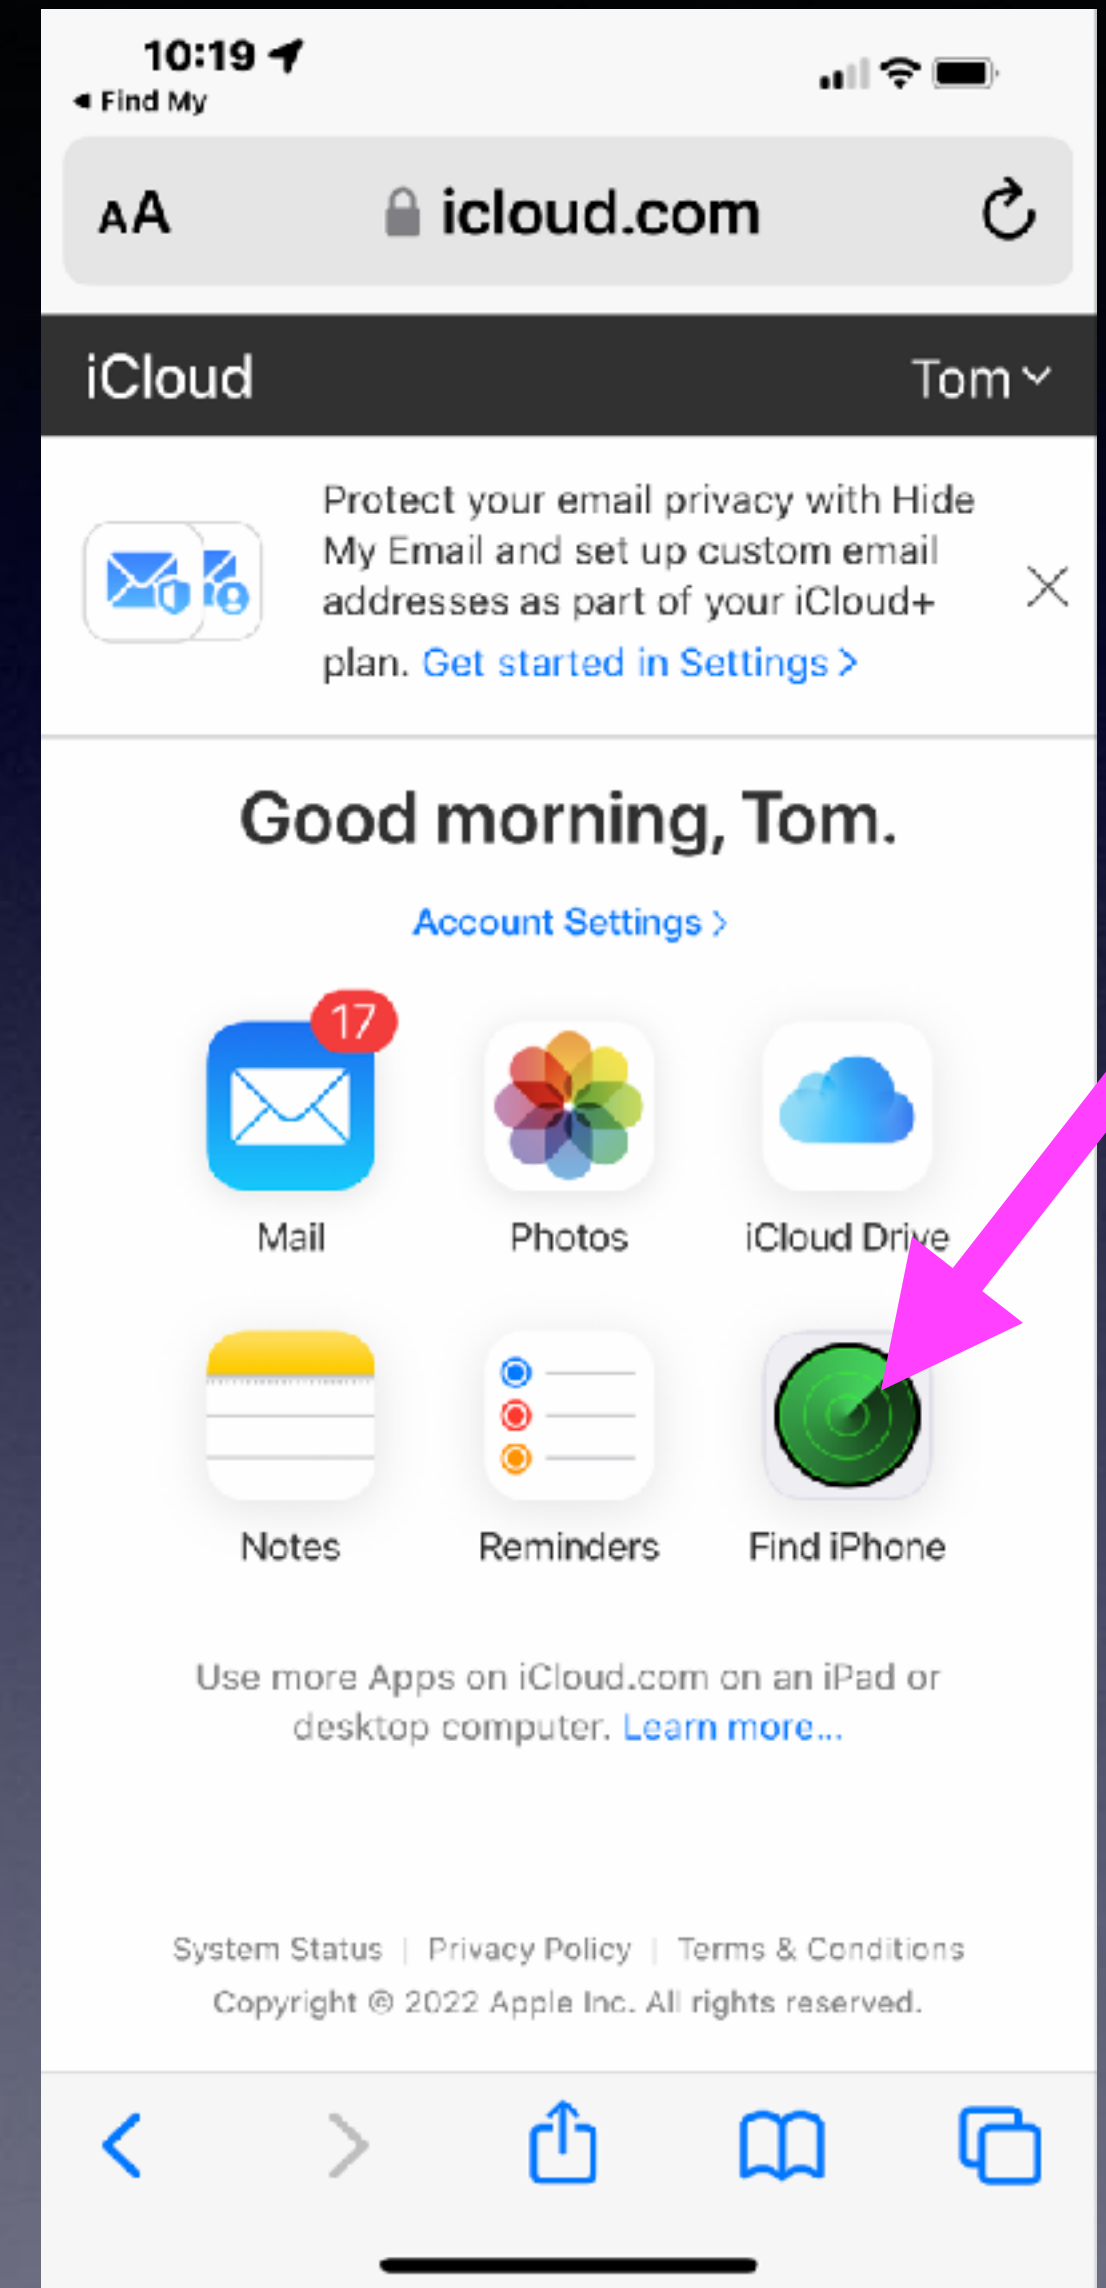 10:19
◀ Find My
AA icloud.com
iCloud Tom
Protect your email privacy with Hide
My Email and set up custom email
addresses as part of your iCloud+
plan. Get started in Settings >
Good morning, Tom.
Account Settings >
17
Mail Photos iCloud Drive
Notes Reminders Find iPhone
Use more Apps on iCloud.com on an iPad or
desktop computer. Learn more...
System Status | Privacy Policy | Terms & Conditions
Copyright © 2022 Apple Inc. All rights reserved.